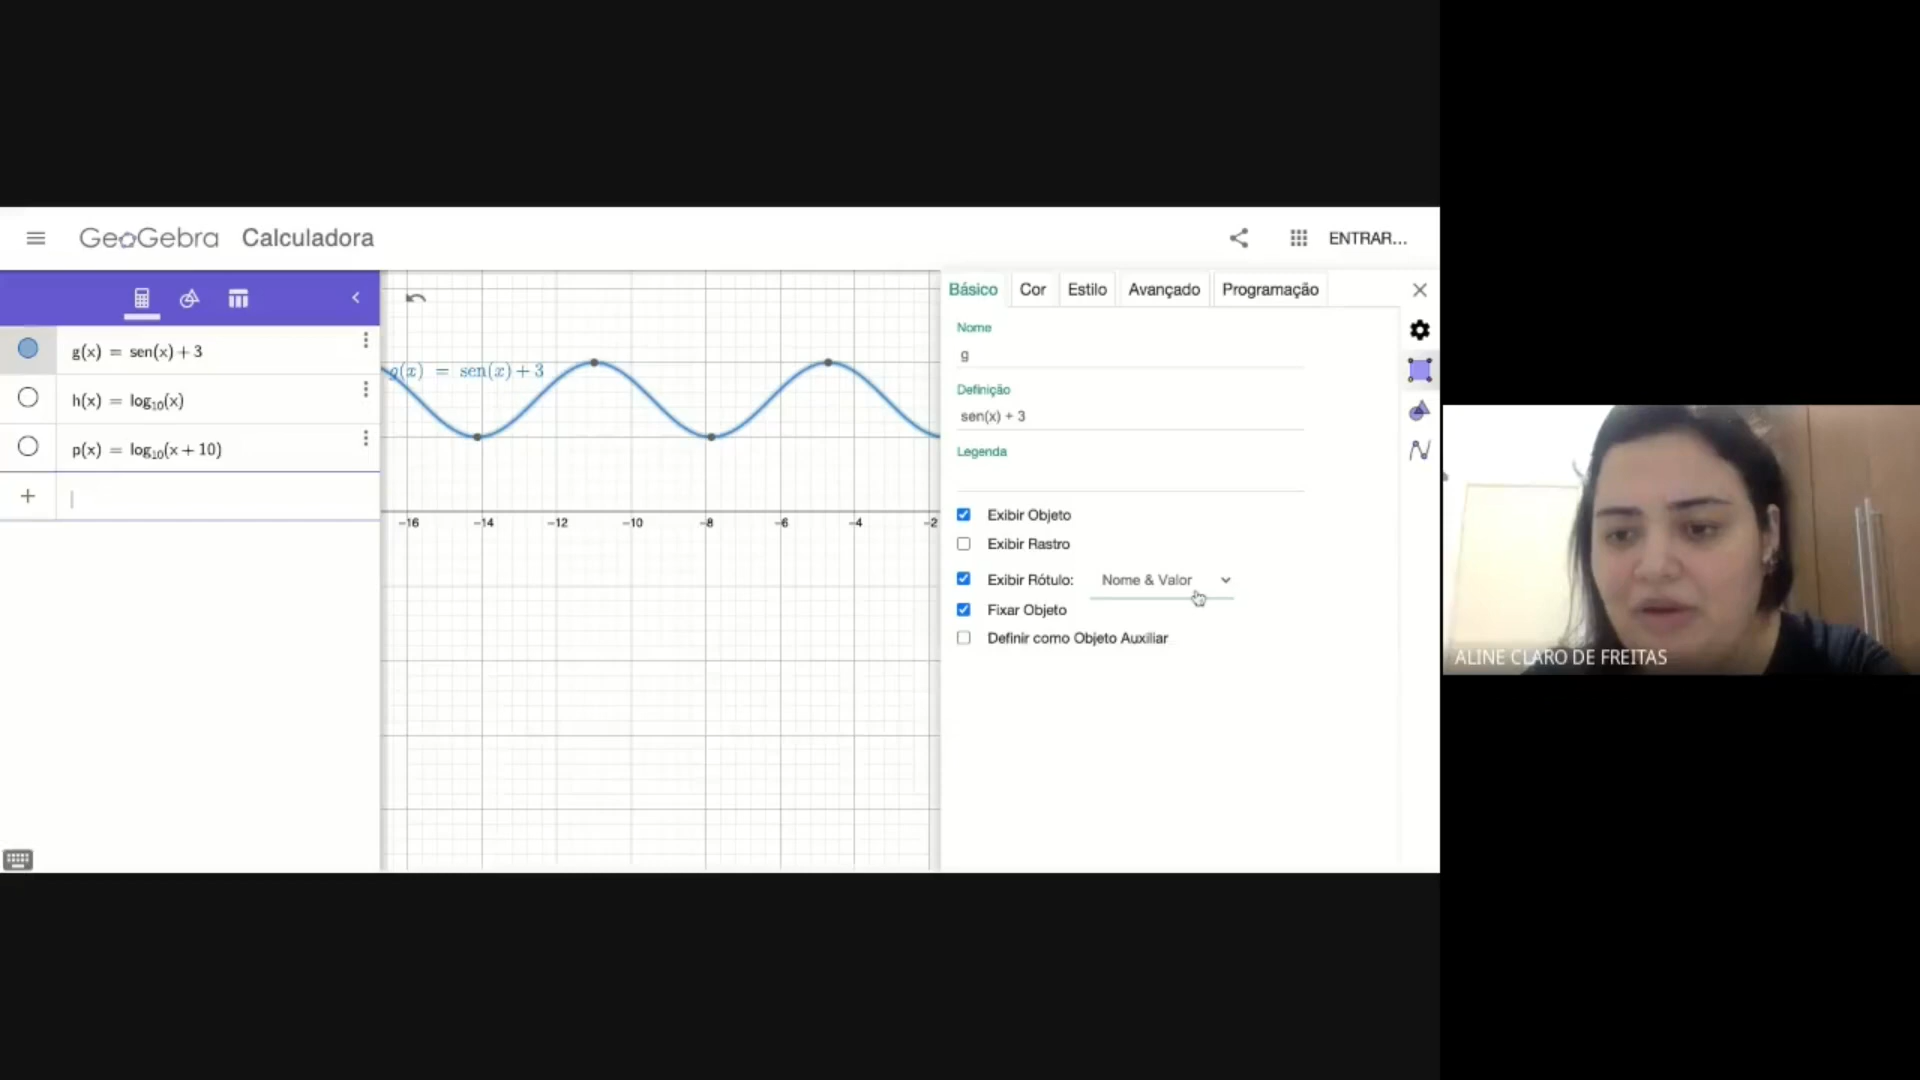 GeoGebra Calculadora
ENTRAR...
g(x) = sen(x) + 3
h(x) = log₁₀(x)
p(x) = log₁₀(x + 10)
+
g(x) = sen(x) + 3
−16 −14 −12 −10 −8 −6 −4 −2
Básico Cor Estilo Avançado Programação
Nome
g
Definição
sen(x) + 3
Legenda
Exibir Objeto
Exibir Rastro
Exibir Rótulo: Nome & Valor
Fixar Objeto
Definir como Objeto Auxiliar
ALINE CLARO DE FREITAS